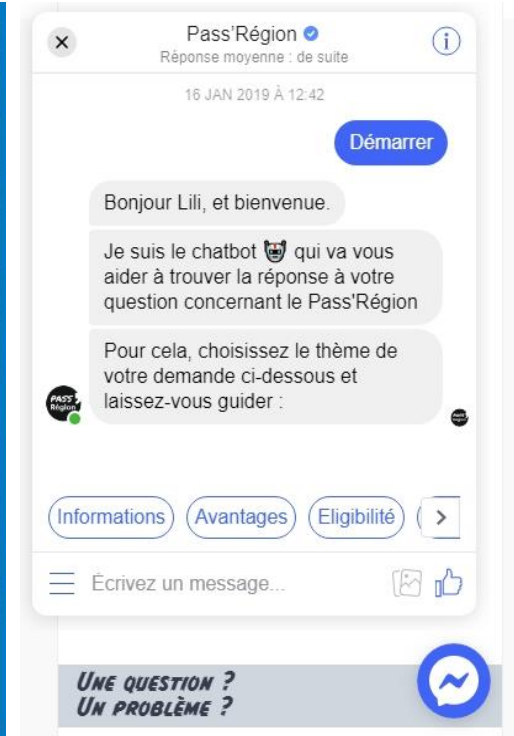 Pass'Région
Réponse moyenne : de suite
16 JAN 2019 À 12:42
Démarrer
Bonjour Lili, et bienvenue.
Je suis le chatbot 🤖 qui va vous
aider à trouver la réponse à votre
question concernant le Pass'Région
Pour cela, choisissez le thème de
votre demande ci-dessous et
laissez-vous guider :
PASS'
Région
Informations
Avantages
Eligibilité
Écrivez un message...
UNE QUESTION ?
UN PROBLÈME ?